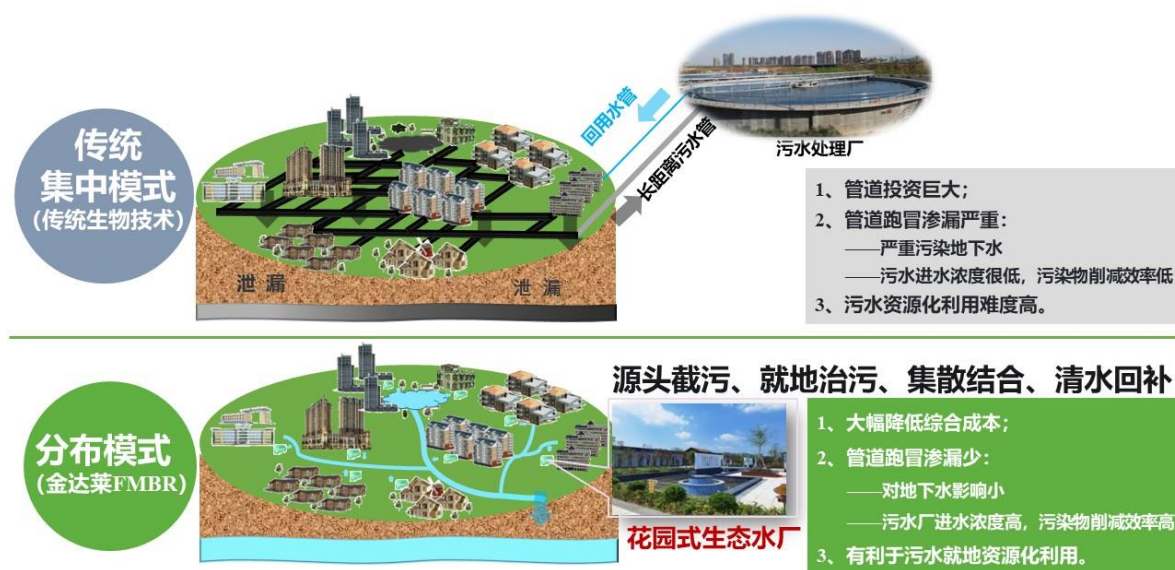 传统
集中模式
(传统生物技术)
回用水管
长距离污水管
污水处理厂
泄漏
泄漏
1、管道投资巨大；
2、管道跑冒渗漏严重：
——严重污染地下水
——污水进水浓度很低，污染物削减效率低
3、污水资源化利用难度高。
分布模式
(金达莱FMBR)
源头截污、就地治污、集散结合、清水回补
花园式生态水厂
1、大幅降低综合成本；
2、管道跑冒渗漏少：
——对地下水影响小
——污水厂进水浓度高，污染物削减效率高
3、有利于污水就地资源化利用。